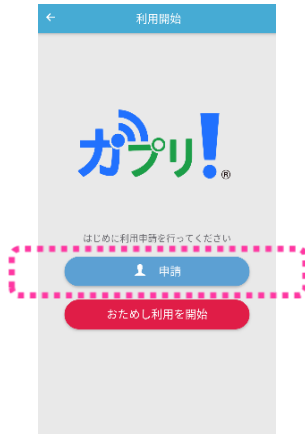 ← 利用開始
ガプリ!®
はじめに利用申請を行ってください
申請
おためし利用を開始